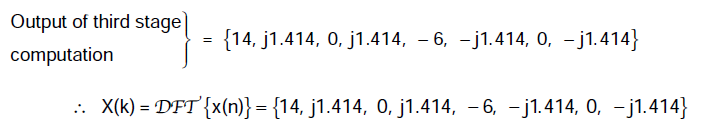 Output of third stage
computation } = {14, j1.414, 0, j1.414, − 6, −j1.414, 0, −j1.414}
∴ X(k) = DFT{x(n)} = {14, j1.414, 0, j1.414, − 6, −j1.414, 0, −j1.414}